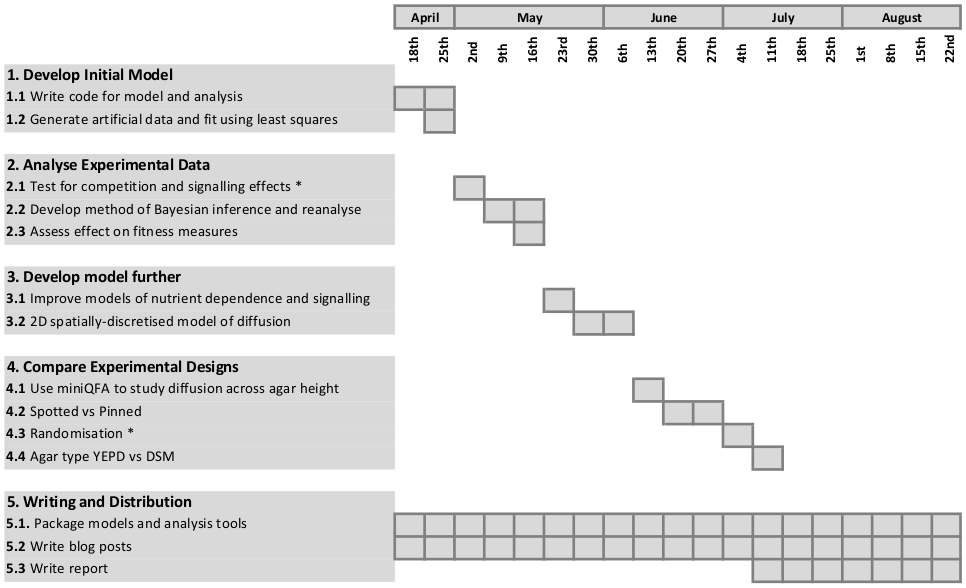 April May June July August
18th 25th 2nd 9th 16th 23rd 30th 6th 13th 20th 27th 4th 11th 18th 25th 1st 8th 15th 22nd
1. Develop Initial Model
1.1 Write code for model and analysis
1.2 Generate artificial data and fit using least squares
2. Analyse Experimental Data
2.1 Test for competition and signalling effects *
2.2 Develop method of Bayesian inference and reanalyse
2.3 Assess effect on fitness measures
3. Develop model further
3.1 Improve models of nutrient dependence and signalling
3.2 2D spatially-discretised model of diffusion
4. Compare Experimental Designs
4.1 Use miniQFA to study diffusion across agar height
4.2 Spotted vs Pinned
4.3 Randomisation *
4.4 Agar type YEPD vs DSM
5. Writing and Distribution
5.1. Package models and analysis tools
5.2 Write blog posts
5.3 Write report